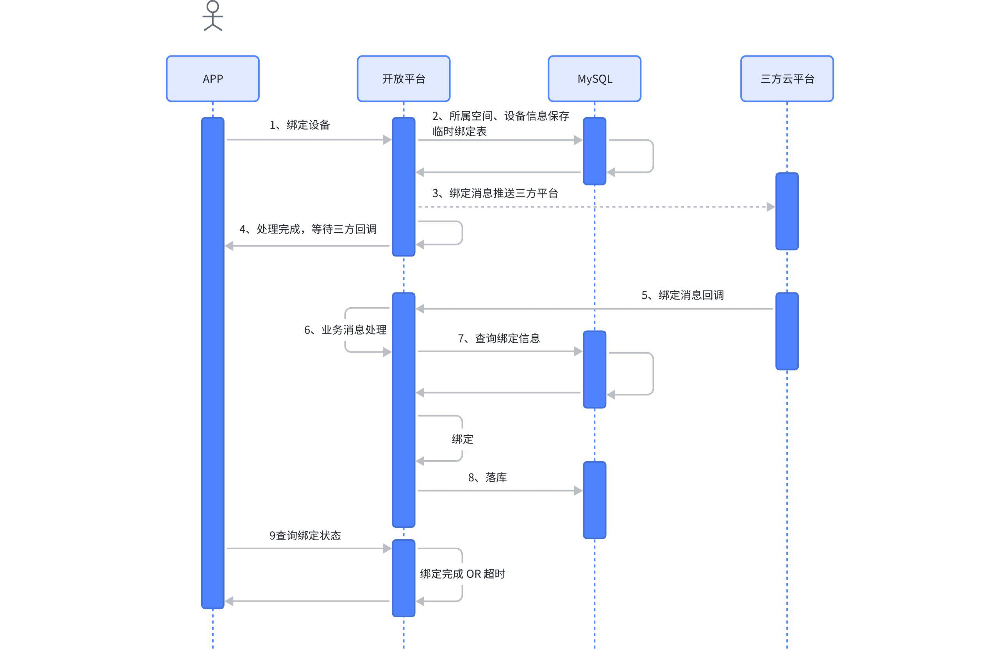 APP
开放平台
MySQL
三方云平台
1、绑定设备
2、所属空间、设备信息保存
临时绑定表
3、绑定消息推送三方平台
4、处理完成，等待三方回调
5、绑定消息回调
6、业务消息处理
7、查询绑定信息
绑定
8、落库
9查询绑定状态
绑定完成 OR 超时